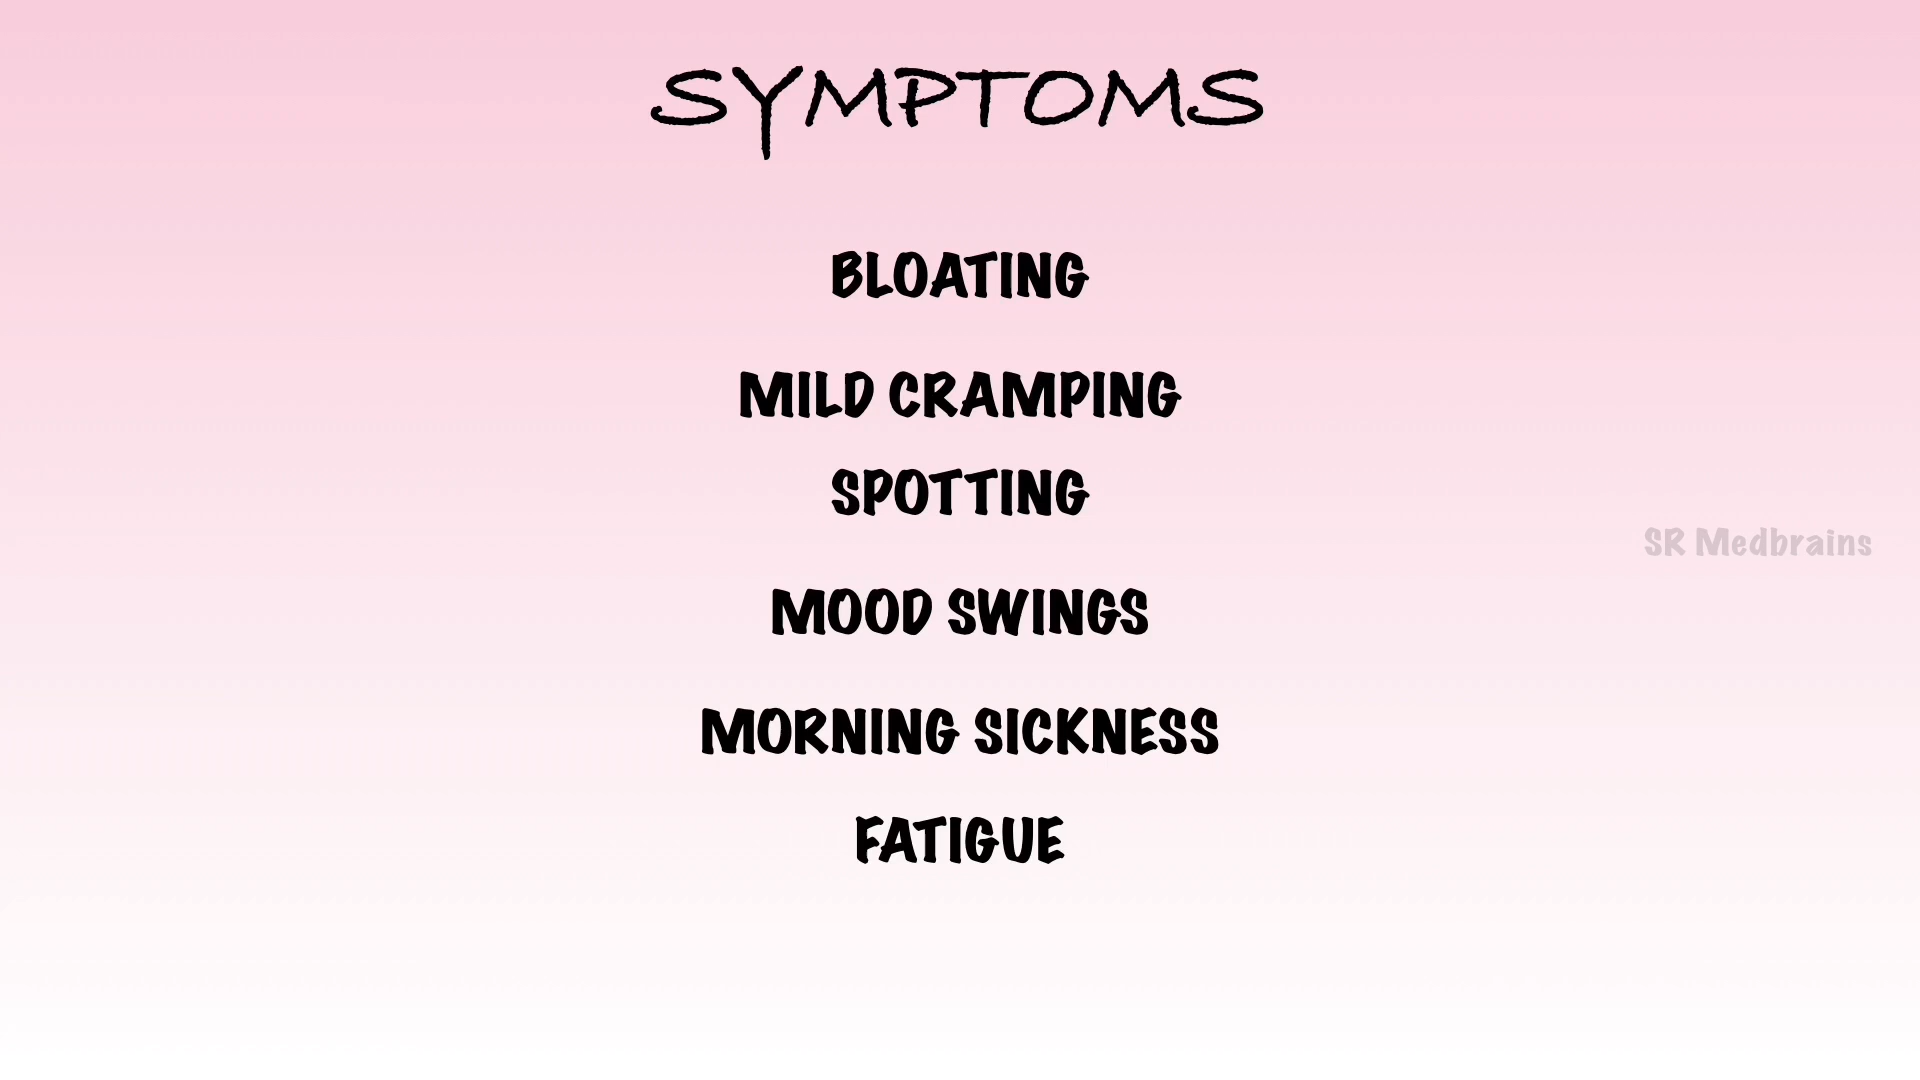 SYMPTOMS
BLOATING
MILD CRAMPING
SPOTTING
SR Medbrains
MOOD SWINGS
MORNING SICKNESS
FATIGUE